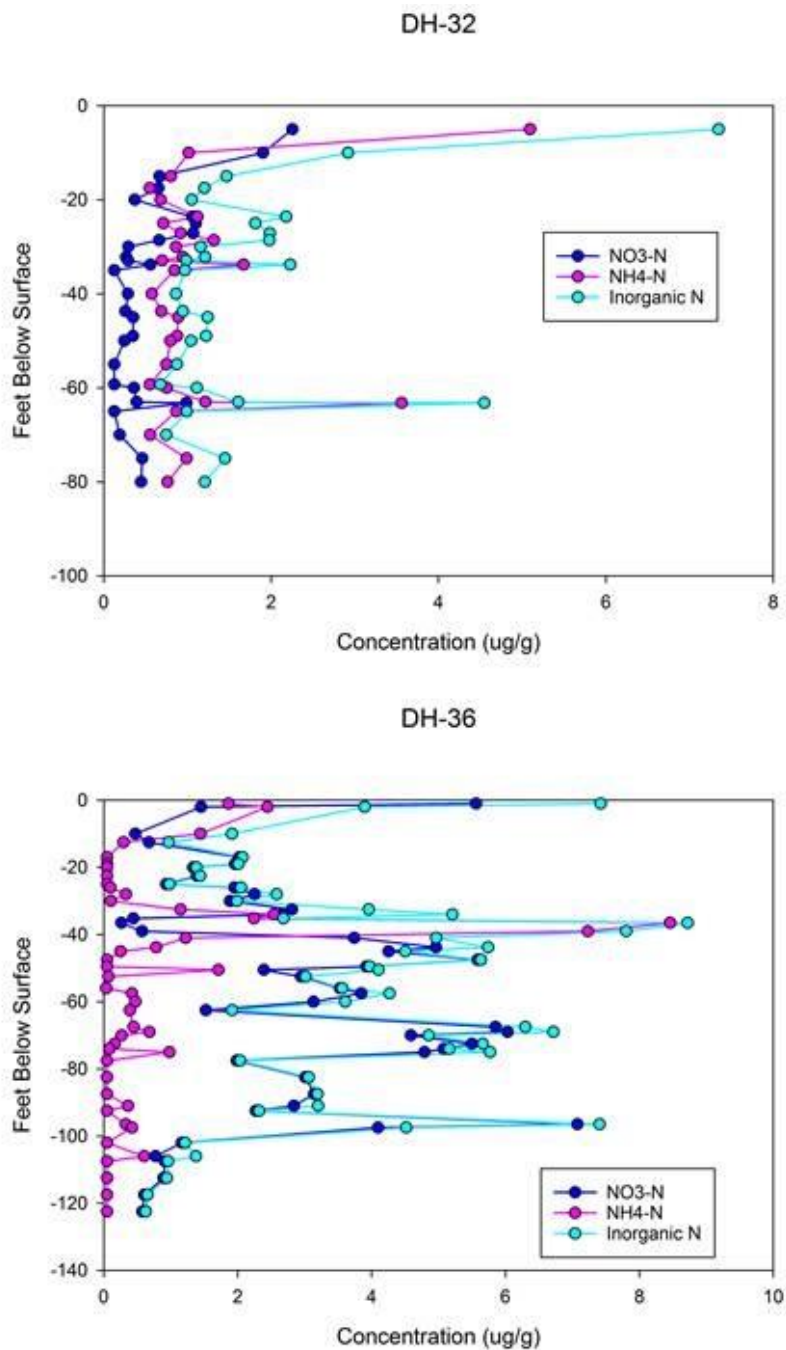 DH-32
0
-20
-40
-60
-80
-100
Feet Below Surface
NO3-N
NH4-N
Inorganic N
0 2 4 6 8
Concentration (ug/g)
DH-36
0
-20
-40
-60
-80
-100
-120
-140
Feet Below Surface
NO3-N
NH4-N
Inorganic N
0 2 4 6 8 10
Concentration (ug/g)